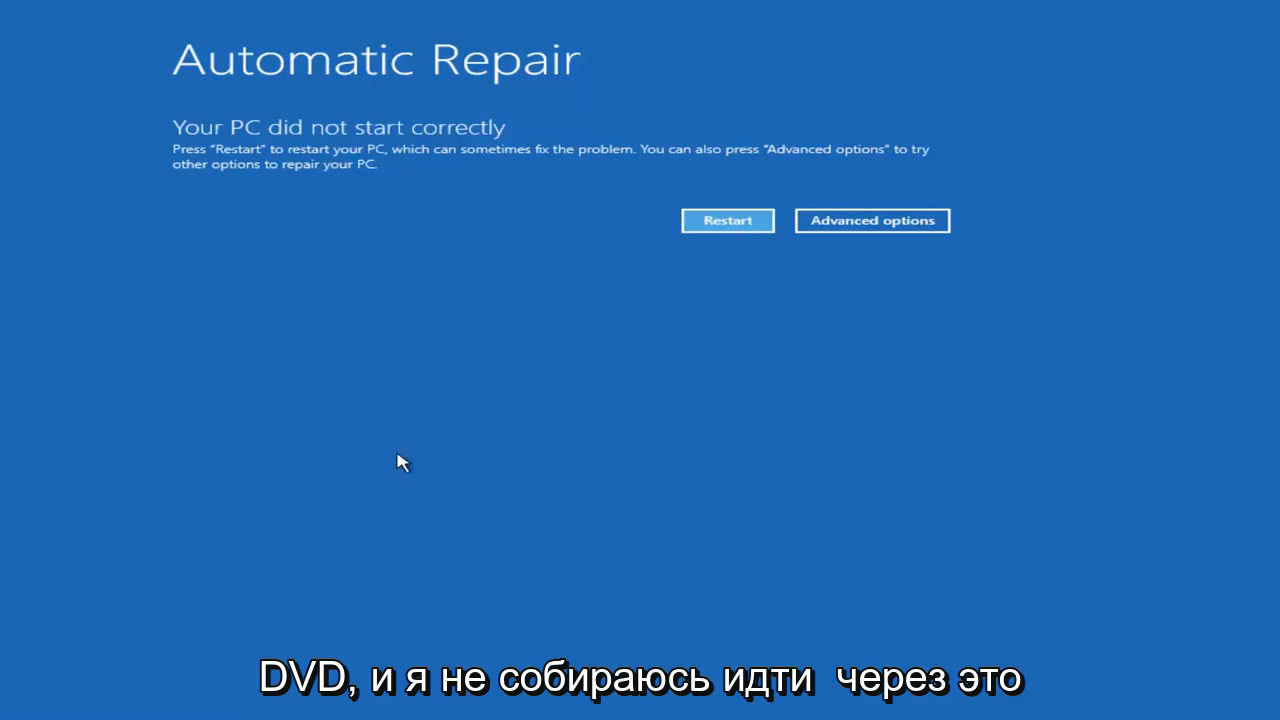 Automatic Repair
Your PC did not start correctly
Press “Restart” to restart your PC, which can sometimes fix the problem. You can also press “Advanced options” to try
other options to repair your PC.
Restart
Advanced options
DVD, и я не собираюсь идти через это